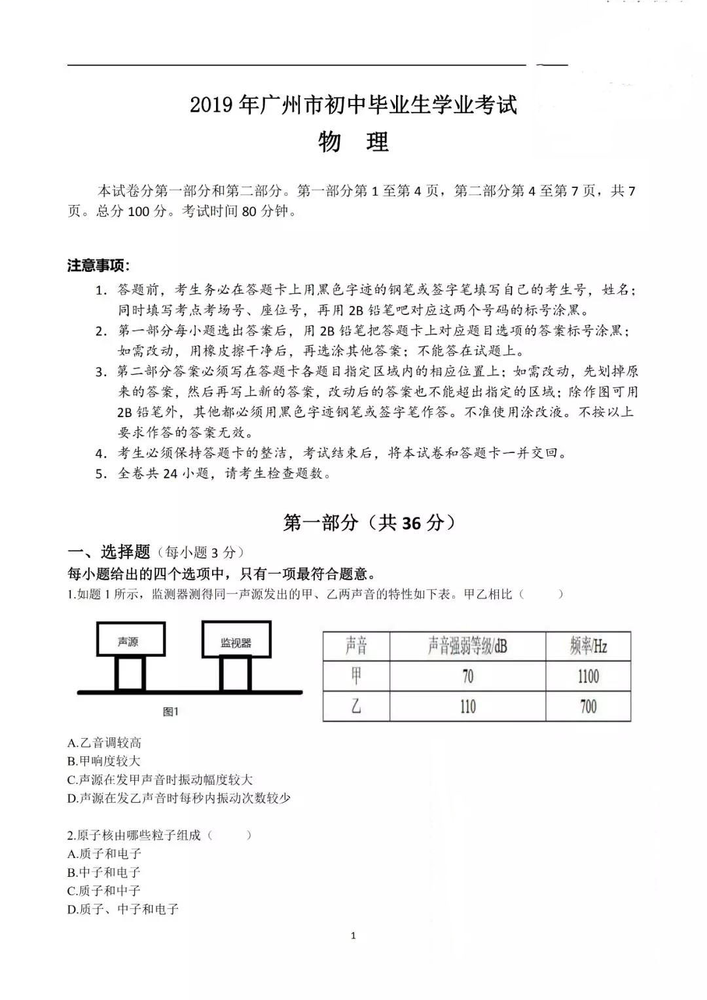 2019 年广州市初中毕业生学业考试
物 理
本试卷分第一部分和第二部分。第一部分第 1 至第 4 页，第二部分第 4 至第 7 页，共 7
页。总分 100 分。考试时间 80 分钟。
注意事项：
1. 答题前，考生务必在答题卡上用黑色字迹的钢笔或签字笔填写自己的考生号，姓名；
同时填写考点考场号、座位号，再用 2B 铅笔吧对应这两个号码的标号涂黑。
2. 第一部分每小题选出答案后，用 2B 铅笔把答题卡上对应题目选项的答案标号涂黑；
如需改动，用橡皮擦干净后，再选涂其他答案；不能答在试题上。
3. 第二部分答案必须写在答题卡各题目指定区域内的相应位置上；如需改动，先划掉原
来的答案，然后再写上新的答案，改动后的答案也不能超出指定的区域；除作图可用
2B 铅笔外，其他都必须用黑色字迹钢笔或签字笔作答。不准使用涂改液。不按以上
要求作答的答案无效。
4. 考生必须保持答题卡的整洁，考试结束后，将本试卷和答题卡一并交回。
5. 全卷共 24 小题，请考生检查题数。
第一部分（共 36 分）
一、选择题（每小题 3 分）
每小题给出的四个选项中，只有一项最符合题意。
1.如题 1 所示，监测器测得同一声源发出的甲、乙两声音的特性如下表。甲乙相比（ ）
声源 监视器
图1
声音 声音强弱等级/dB 频率/Hz
甲 70 1100
乙 110 700
A.乙音调较高
B.甲响度较大
C.声源在发甲声音时振动幅度较大
D.声源在发乙声音时每秒内振动次数较少
2.原子核由哪些粒子组成（ ）
A.质子和电子
B.中子和电子
C.质子和中子
D.质子、中子和电子
1